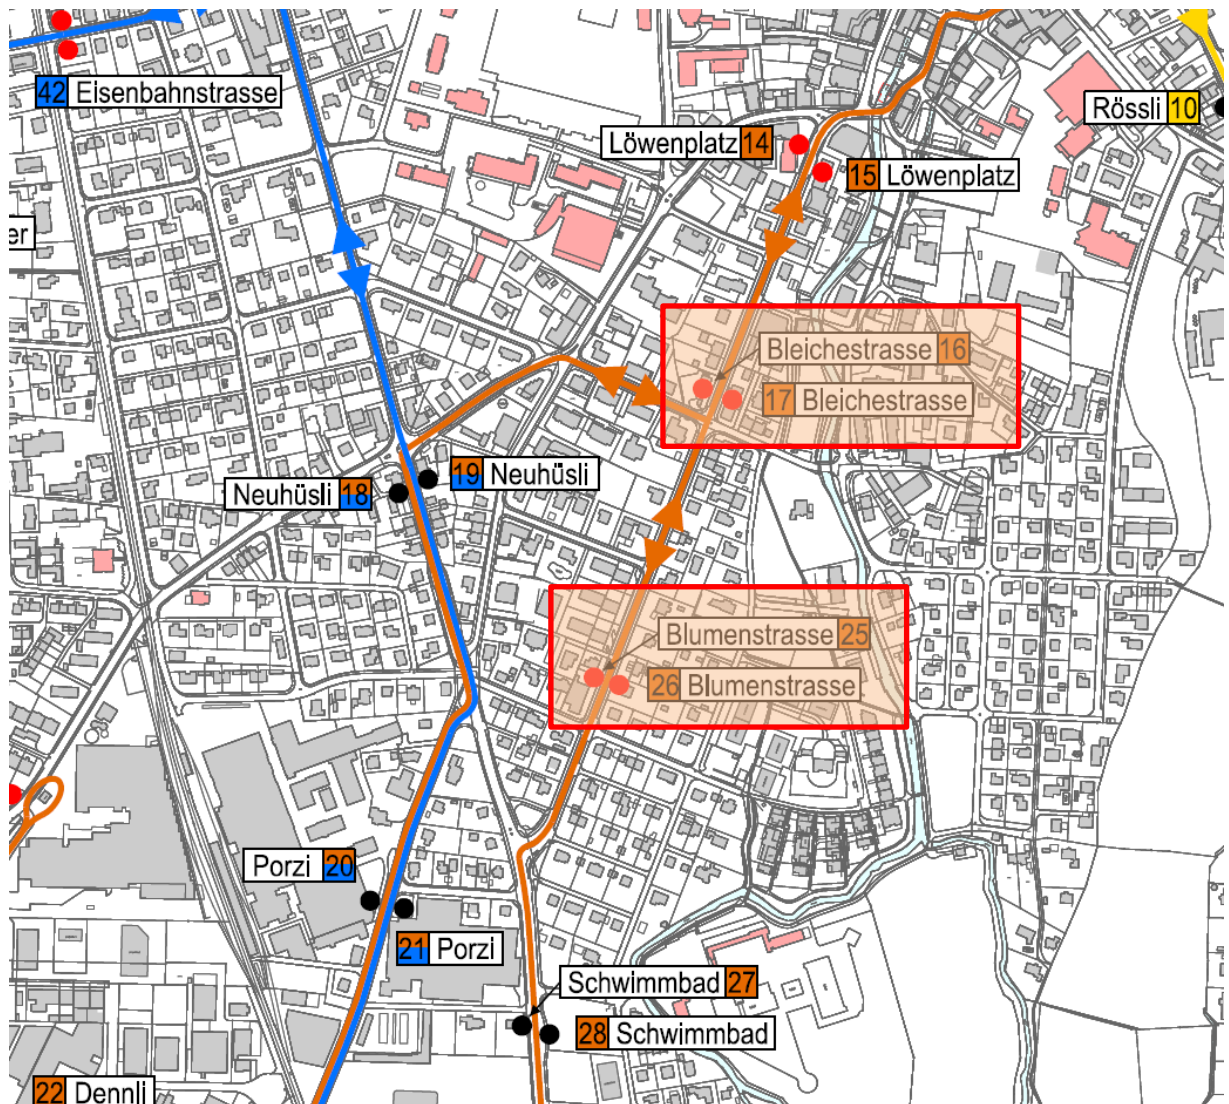 42 Eisenbahnstrasse
Rössli 10
Löwenplatz 14
15 Löwenplatz
er
Bleichestrasse 16
17 Bleichestrasse
19 Neuhüsli
Neuhüsli 18
Blumenstrasse 25
26 Blumenstrasse
Porzi 20
21 Porzi
Schwimmbad 27
28 Schwimmbad
22 Dennli